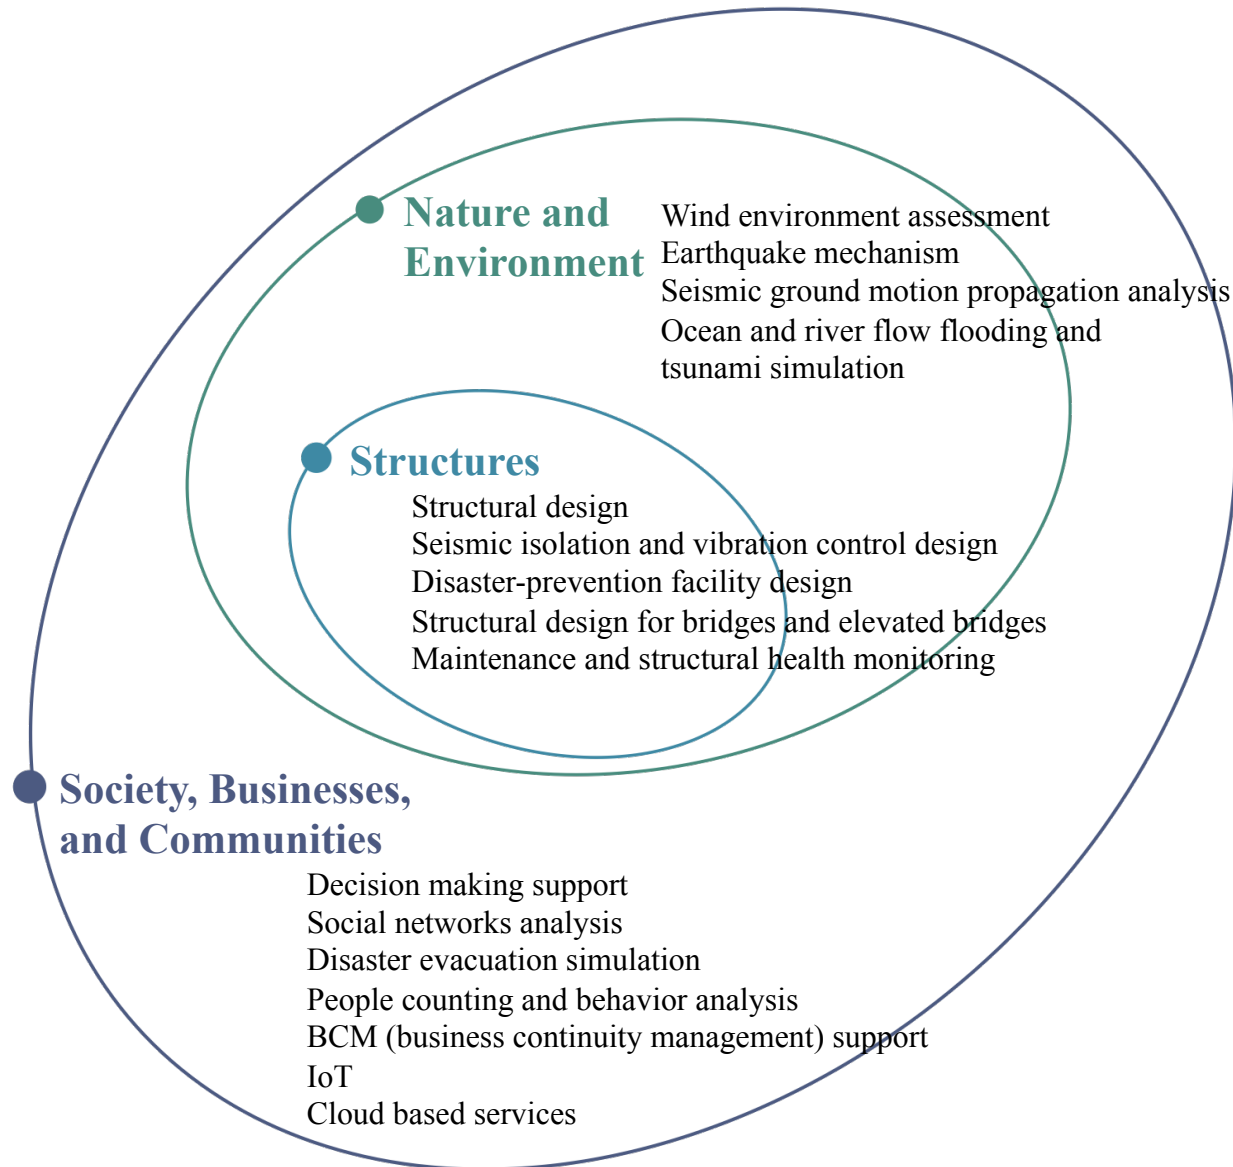 Nature and
Environment
Wind environment assessment
Earthquake mechanism
Seismic ground motion propagation analysis
Ocean and river flow flooding and
tsunami simulation
Structures
Structural design
Seismic isolation and vibration control design
Disaster-prevention facility design
Structural design for bridges and elevated bridges
Maintenance and structural health monitoring
Society, Businesses,
and Communities
Decision making support
Social networks analysis
Disaster evacuation simulation
People counting and behavior analysis
BCM (business continuity management) support
IoT
Cloud based services